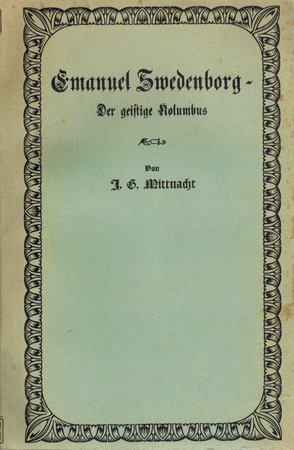 Emanuel Swedenborg -
Der geistige Kolumbus
Von
J. G. Mittnacht